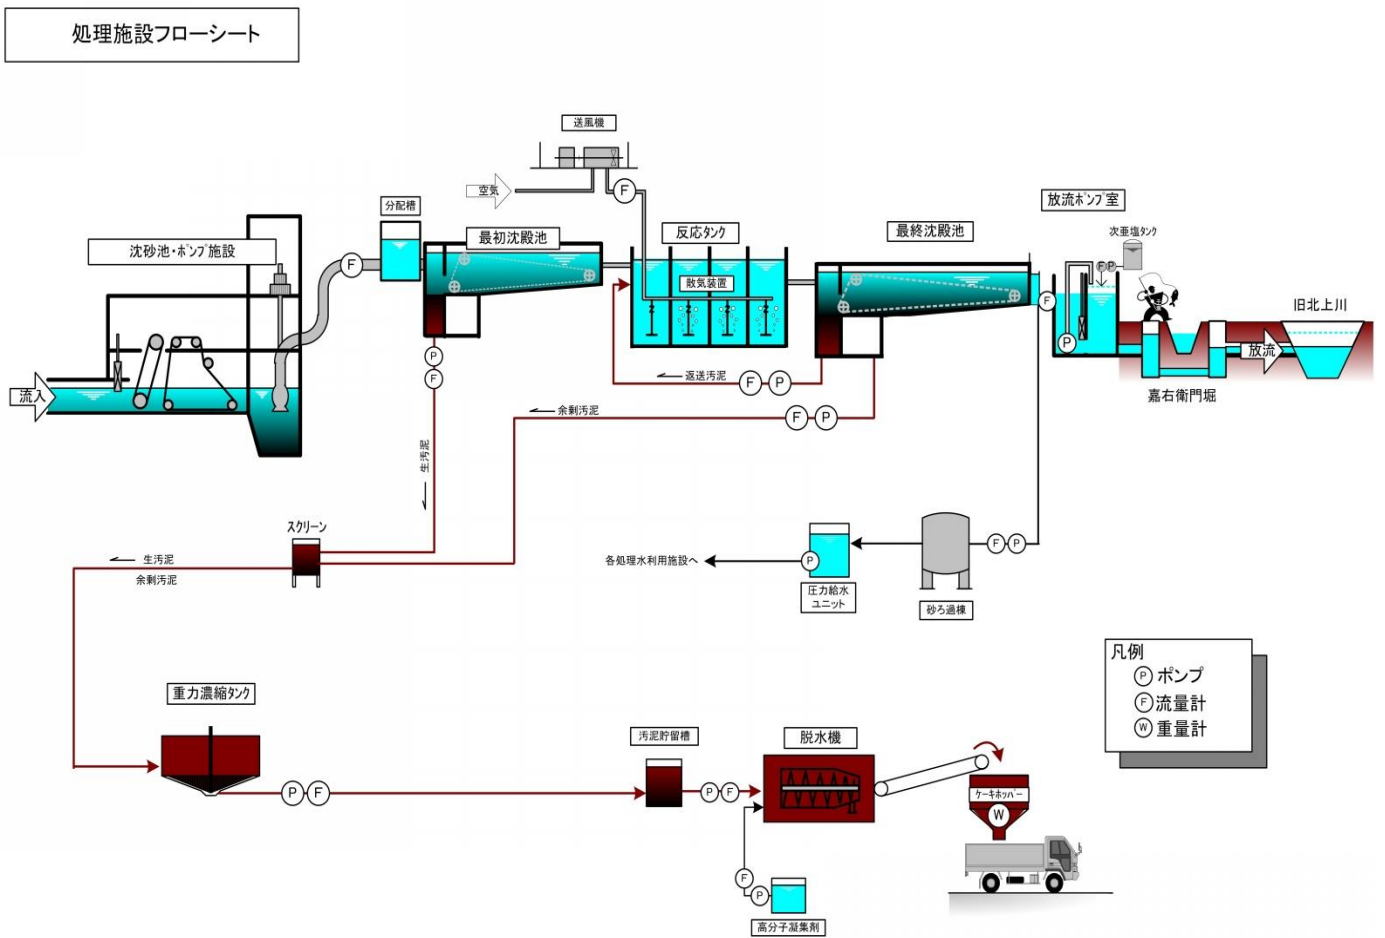 処理施設フローシート
送風機
空気
F
分配槽
沈砂池・ポンプ施設
F
最初沈殿池
反応タンク
散気装置
最終沈殿池
放流ポンプ室
次亜塩タンク
F P
F
P
旧北上川
流入
放流
嘉右衛門堀
P
F
返送汚泥
F P
余剰汚泥
F P
生汚泥
スクリーン
生汚泥
余剰汚泥
各処理水利用施設へ
P
圧力給水
ユニット
砂ろ過棟
F P
凡例
P ポンプ
F 流量計
W 重量計
重力濃縮タンク
P F
汚泥貯留槽
P F
脱水機
ケーキホッパー
W
F
P
高分子凝集剤